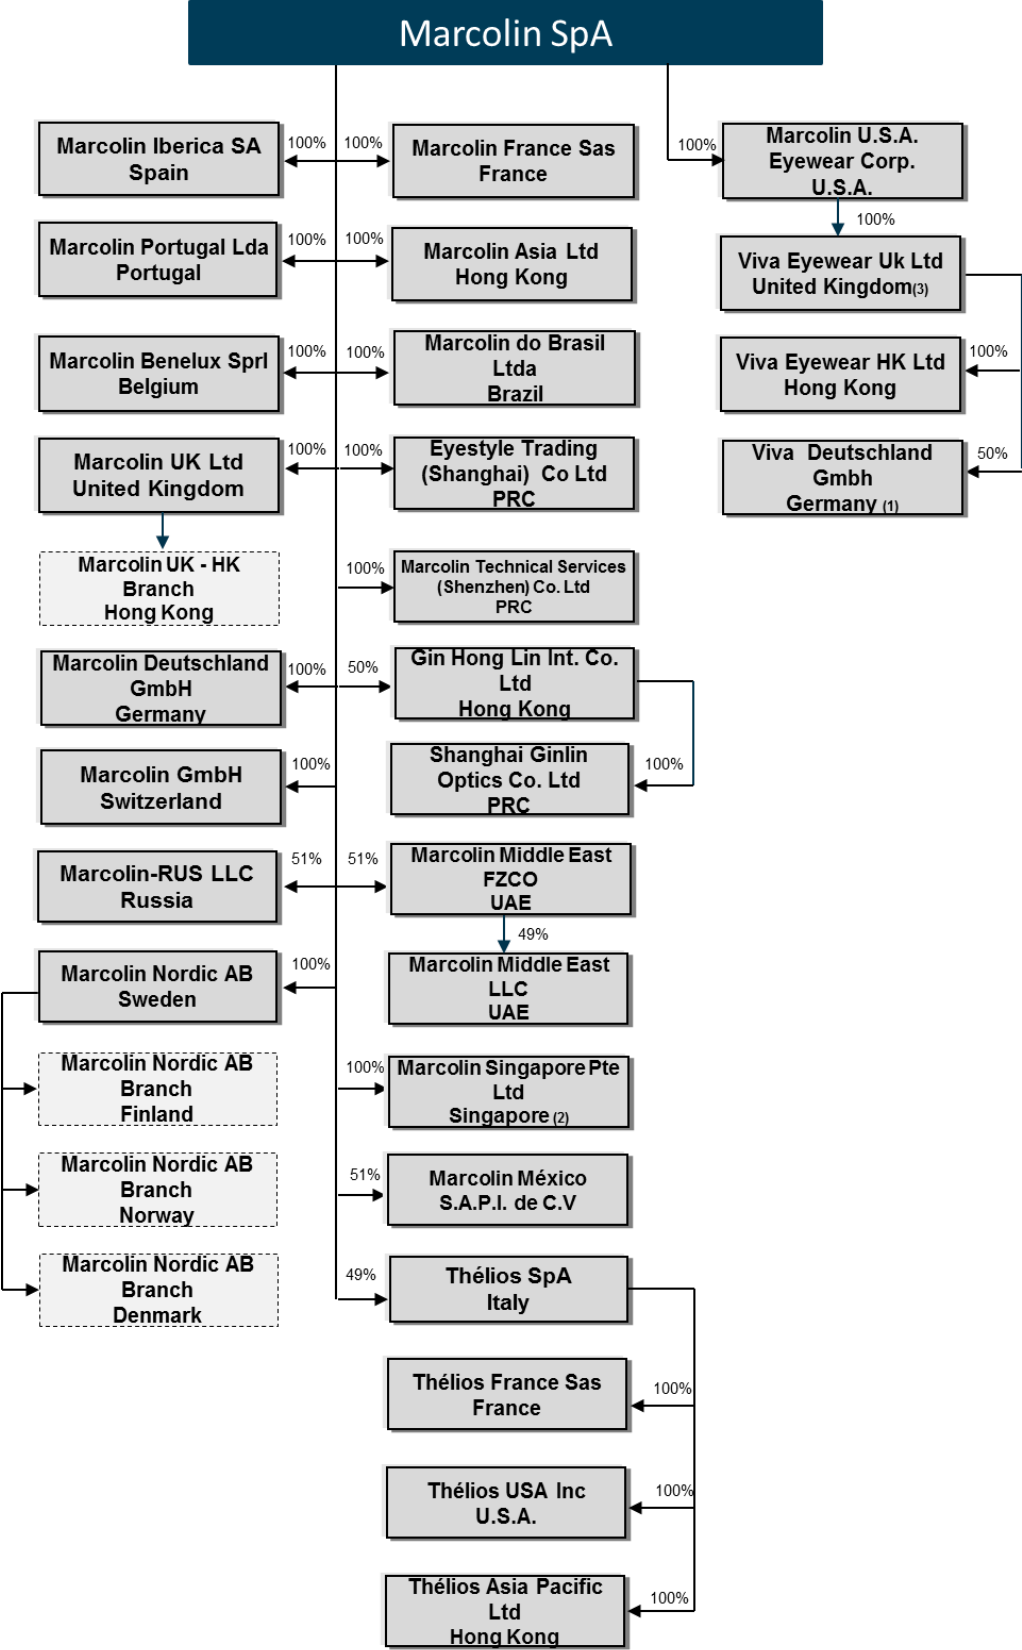 Marcolin SpA
100%
Marcolin Iberica SA
Spain
100%
Marcolin France Sas
France
100%
Marcolin U.S.A.
Eyewear Corp.
U.S.A.
100%
Marcolin Portugal Lda
Portugal
100%
100%
Marcolin Asia Ltd
Hong Kong
Viva Eyewear Uk Ltd
United Kingdom(3)
Marcolin Benelux Sprl
Belgium
100%
100%
Marcolin do Brasil
Ltda
Brazil
Viva Eyewear HK Ltd
Hong Kong
100%
Marcolin UK Ltd
United Kingdom
100%
100%
Eyestyle Trading
(Shanghai) Co Ltd
PRC
Viva Deutschland
Gmbh
Germany (1)
50%
Marcolin UK - HK
Branch
Hong Kong
100%
Marcolin Technical Services
(Shenzhen) Co. Ltd
PRC
Marcolin Deutschland
GmbH
Germany
100%
50%
Gin Hong Lin Int. Co.
Ltd
Hong Kong
Marcolin GmbH
Switzerland
100%
Shanghai Ginlin
Optics Co. Ltd
PRC
100%
Marcolin-RUS LLC
Russia
51%
51%
Marcolin Middle East
FZCO
UAE
49%
Marcolin Nordic AB
Sweden
100%
Marcolin Middle East
LLC
UAE
Marcolin Nordic AB
Branch
Finland
100%
Marcolin Singapore Pte
Ltd
Singapore (2)
Marcolin Nordic AB
Branch
Norway
51%
Marcolin México
S.A.P.I. de C.V
Marcolin Nordic AB
Branch
Denmark
49%
Thélios SpA
Italy
Thélios France Sas
France
100%
Thélios USA Inc
U.S.A.
100%
Thélios Asia Pacific
Ltd
Hong Kong
100%